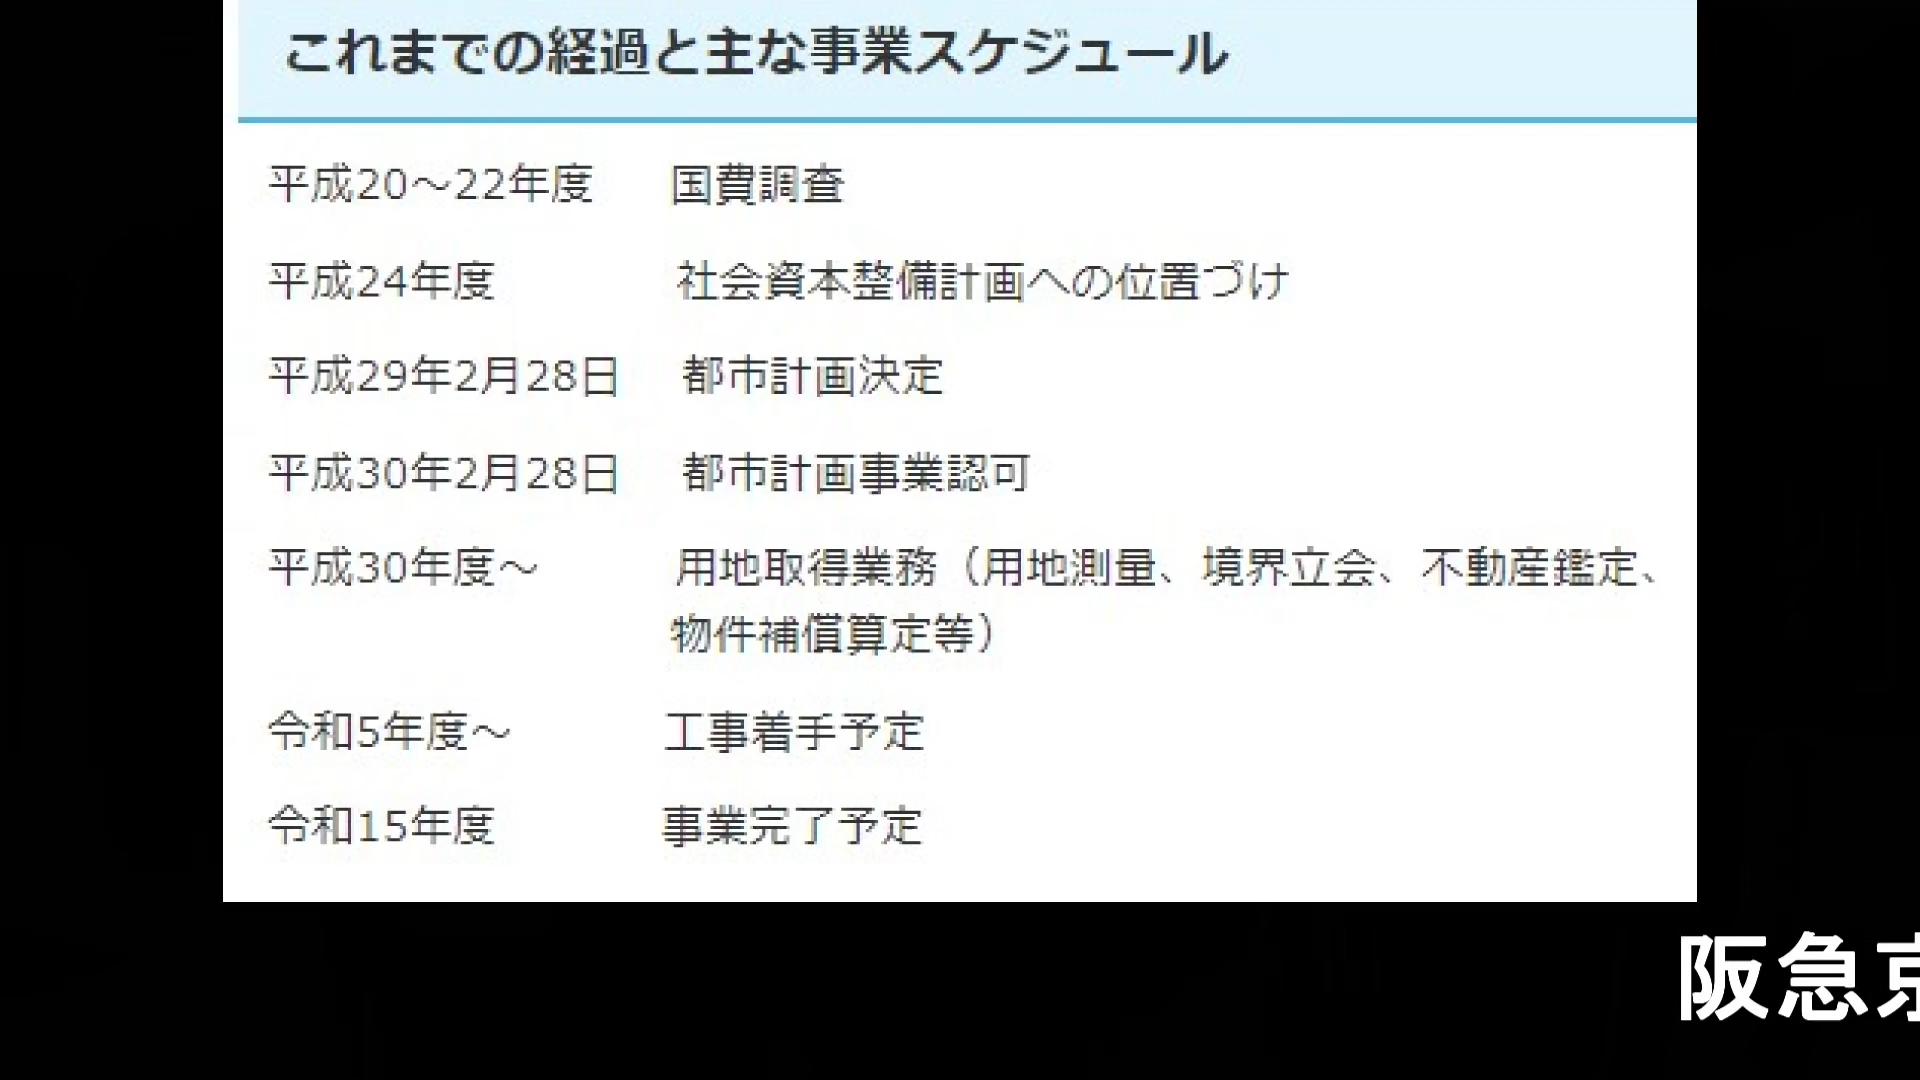 これまでの経過と主な事業スケジュール
平成20～22年度 国費調査
平成24年度 社会資本整備計画への位置づけ
平成29年2月28日 都市計画決定
平成30年2月28日 都市計画事業認可
平成30年度～ 用地取得業務（用地測量、境界立会、不動産鑑定、
物件補償算定等）
令和5年度～ 工事着手予定
令和15年度 事業完了予定
阪急京